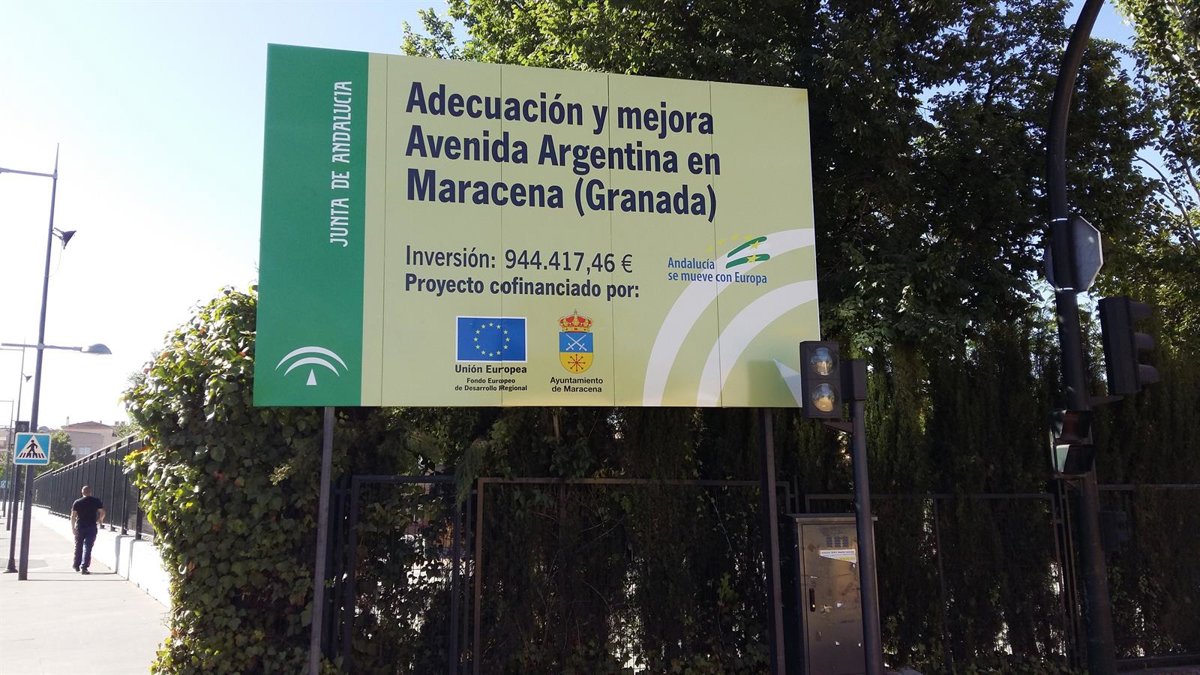 JUNTA DE ANDALUCIA
Adecuación y mejora
Avenida Argentina en
Maracena (Granada)
Inversión: 944.417,46 €
Proyecto cofinanciado por:
Andalucía
se mueve con Europa
Unión Europea
Fondo Europeo
de Desarrollo Regional
Ayuntamiento
de Maracena